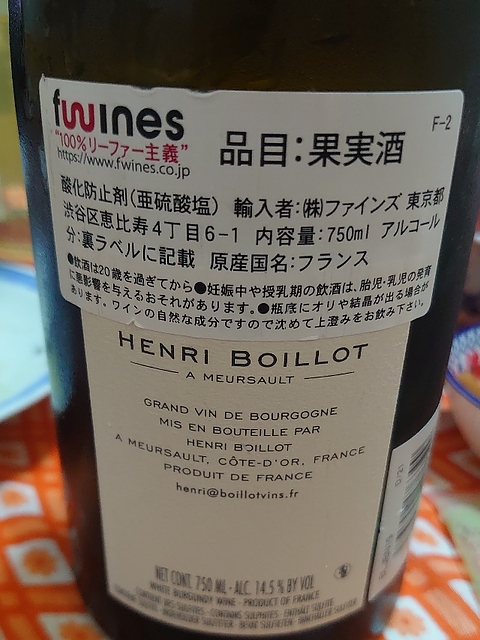 fwines
"100%リーファー主義"
https://www.fwines.co.jp
品目:果実酒
F-2
酸化防止剤(亜硫酸塩) 輸入者:㈱ファインズ 東京都
渋谷区恵比寿4丁目6-1 内容量:750ml アルコール
分:裏ラベルに記載 原産国名:フランス
●飲酒は20歳を過ぎてから●妊娠中や授乳期の飲酒は、胎児・乳児の発育
に悪影響を与えるおそれがあります。●瓶底にオリや結晶が出る場合が
あります。ワインの自然な成分ですので沈めて上澄みをお飲み下さい。
HENRI BOILLOT
A MEURSAULT
GRAND VIN DE BOURGOGNE
MIS EN BOUTEILLE PAR
HENRI BOILLOT
A MEURSAULT, CÔTE-D'OR, FRANCE
PRODUIT DE FRANCE
henri@boillotvins.fr
NET CONT. 750 ML - ALC. 14.5 % BY VOL
WHITE BURGUNDY WINE - PRODUCT OF FRANCE
CONTIENT DES SULFITES - CONTAINS SULPHITES - ENTHÄLT SULFITE